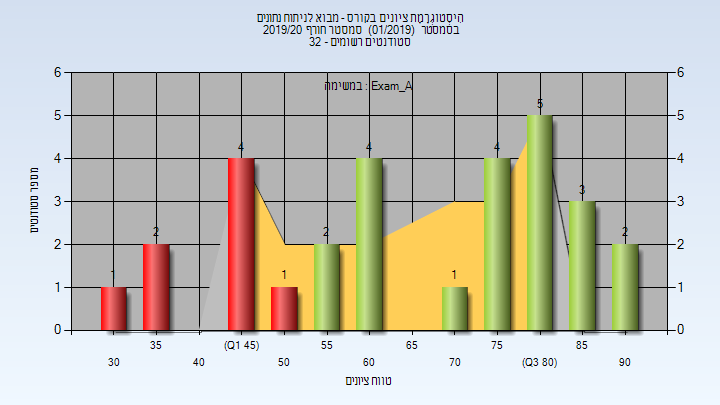 היסטוגרמת ציונים בקורס - מבוא לניתוח נתונים
בסמסטר (01/2019) סמסטר חורף 2019/20
סטודנטים רשומים - 32
במשימה : Exam_A
מספר סטודנטים
6 6
5 5
4 4
3 3
2 2
1 1
0 0
1 2 4 1 2 4 1 4 5 3 2
30 35 40 (Q1 45) 50 55 60 65 70 75 (Q3 80) 85 90
טווח ציונים